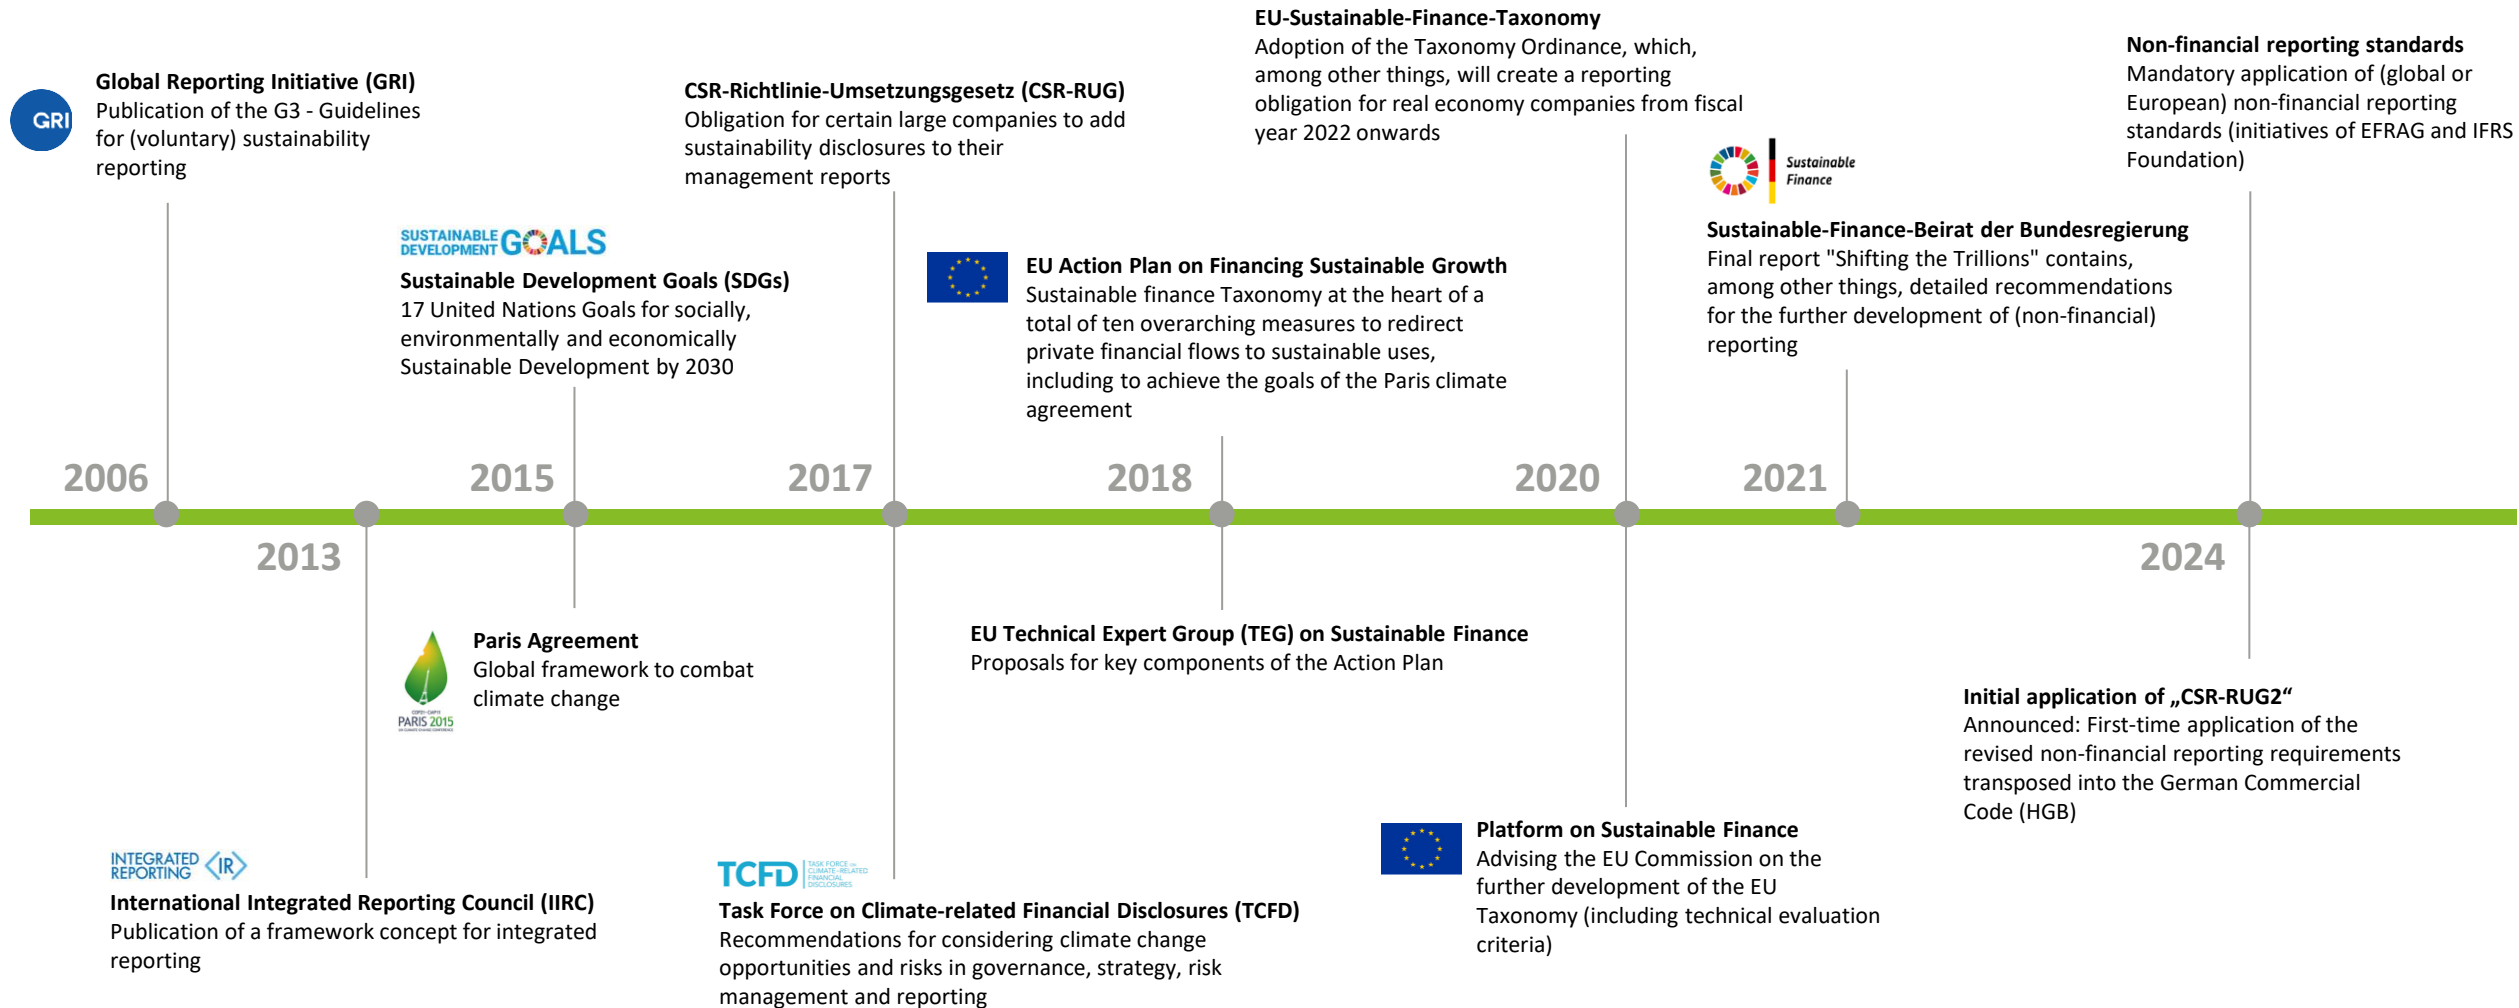 GRI
Global Reporting Initiative (GRI)
Publication of the G3 - Guidelines
for (voluntary) sustainability
reporting
SUSTAINABLE
DEVELOPMENT GOALS
Sustainable Development Goals (SDGs)
17 United Nations Goals for socially,
environmentally and economically
Sustainable Development by 2030
CSR-Richtlinie-Umsetzungsgesetz (CSR-RUG)
Obligation for certain large companies to add
sustainability disclosures to their
management reports
EU Action Plan on Financing Sustainable Growth
Sustainable finance Taxonomy at the heart of a
total of ten overarching measures to redirect
private financial flows to sustainable uses,
including to achieve the goals of the Paris climate
agreement
EU-Sustainable-Finance-Taxonomy
Adoption of the Taxonomy Ordinance, which,
among other things, will create a reporting
obligation for real economy companies from fiscal
year 2022 onwards
Sustainable
Finance
Sustainable-Finance-Beirat der Bundesregierung
Final report "Shifting the Trillions" contains,
among other things, detailed recommendations
for the further development of (non-financial)
reporting
Non-financial reporting standards
Mandatory application of (global or
European) non-financial reporting
standards (initiatives of EFRAG and IFRS
Foundation)
2006
2013
2015
2017
2018
2020
2021
2024
INTEGRATED
REPORTING <IR>
International Integrated Reporting Council (IIRC)
Publication of a framework concept for integrated
reporting
PARIS 2015
Paris Agreement
Global framework to combat
climate change
TCFD
TASK FORCE ON
CLIMATE-RELATED
FINANCIAL
DISCLOSURES
Task Force on Climate-related Financial Disclosures (TCFD)
Recommendations for considering climate change
opportunities and risks in governance, strategy, risk
management and reporting
EU Technical Expert Group (TEG) on Sustainable Finance
Proposals for key components of the Action Plan
Platform on Sustainable Finance
Advising the EU Commission on the
further development of the EU
Taxonomy (including technical evaluation
criteria)
Initial application of „CSR-RUG2“
Announced: First-time application of the
revised non-financial reporting requirements
transposed into the German Commercial
Code (HGB)